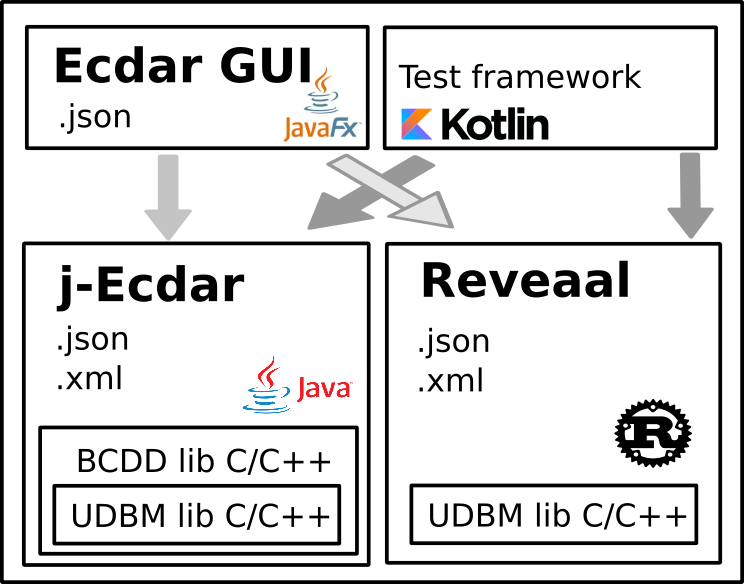 Ecdar GUI
.json
JavaFx
Test framework
Kotlin
j-Ecdar
.json
.xml
Java
BCDD lib C/C++
UDBM lib C/C++
Reveaal
.json
.xml
R
UDBM lib C/C++